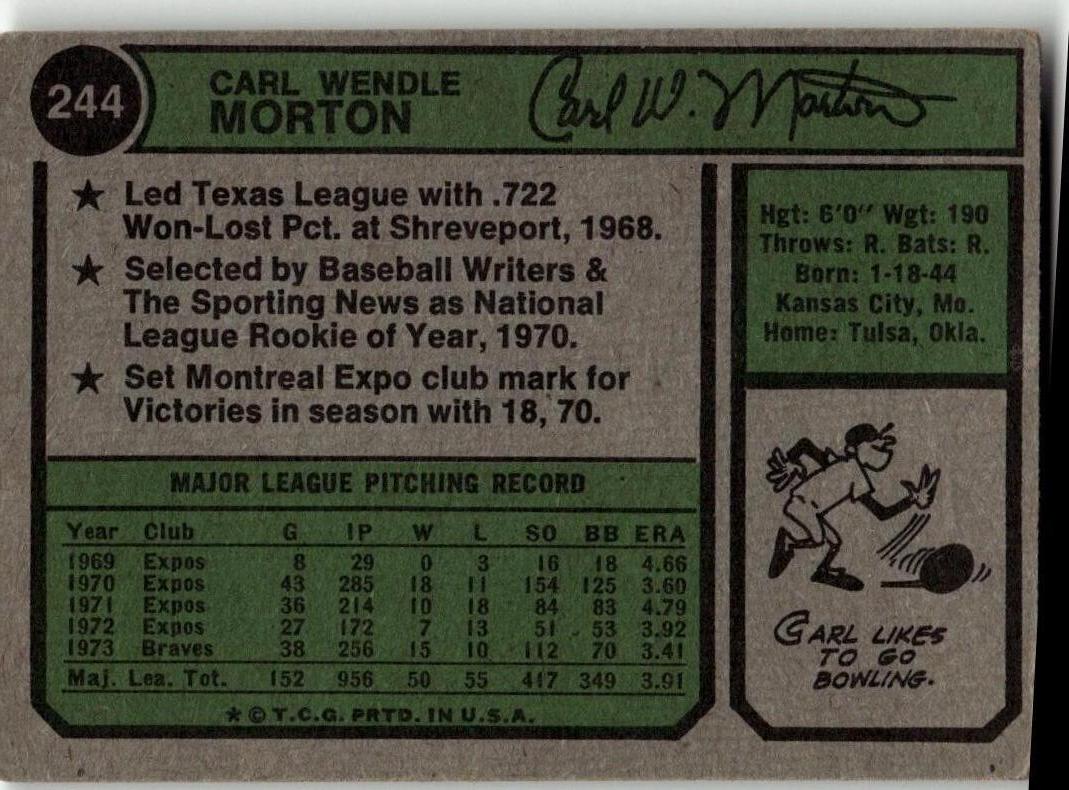 244
CARL WENDLE
MORTON
Carl W. Morton
★ Led Texas League with .722
Won-Lost Pct. at Shreveport, 1968.
★ Selected by Baseball Writers &
The Sporting News as National
League Rookie of Year, 1970.
★ Set Montreal Expo club mark for
Victories in season with 18, 70.
Hgt: 6'0" Wgt: 190
Throws: R. Bats: R.
Born: 1-18-44
Kansas City, Mo.
Home: Tulsa, Okla.
MAJOR LEAGUE PITCHING RECORD
Year Club G IP W L SO BB ERA
1969 Expos 8 29 0 3 16 18 4.66
1970 Expos 43 285 18 11 154 125 3.60
1971 Expos 36 214 10 18 84 83 4.79
1972 Expos 27 172 7 13 51 53 3.92
1973 Braves 38 256 15 10 112 70 3.41
Maj. Lea. Tot. 152 956 50 55 417 349 3.91
★ © T.C.G. PRTD. IN U.S.A.
CARL LIKES
TO GO
BOWLING.